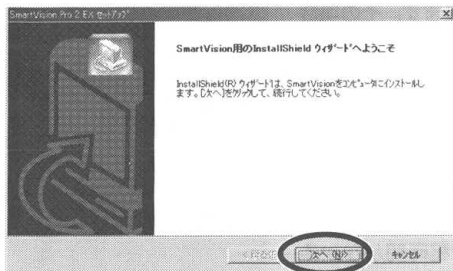 SmartVision Pro 2 EX セットアップ
SmartVision用のInstallShield ウィザードへようこそ
InstallShield(R) ウィザードは、SmartVisionをコンピュータにインストールし
ます。[次へ]をクリックして、続行してください。
次へ(N)>
キャンセル